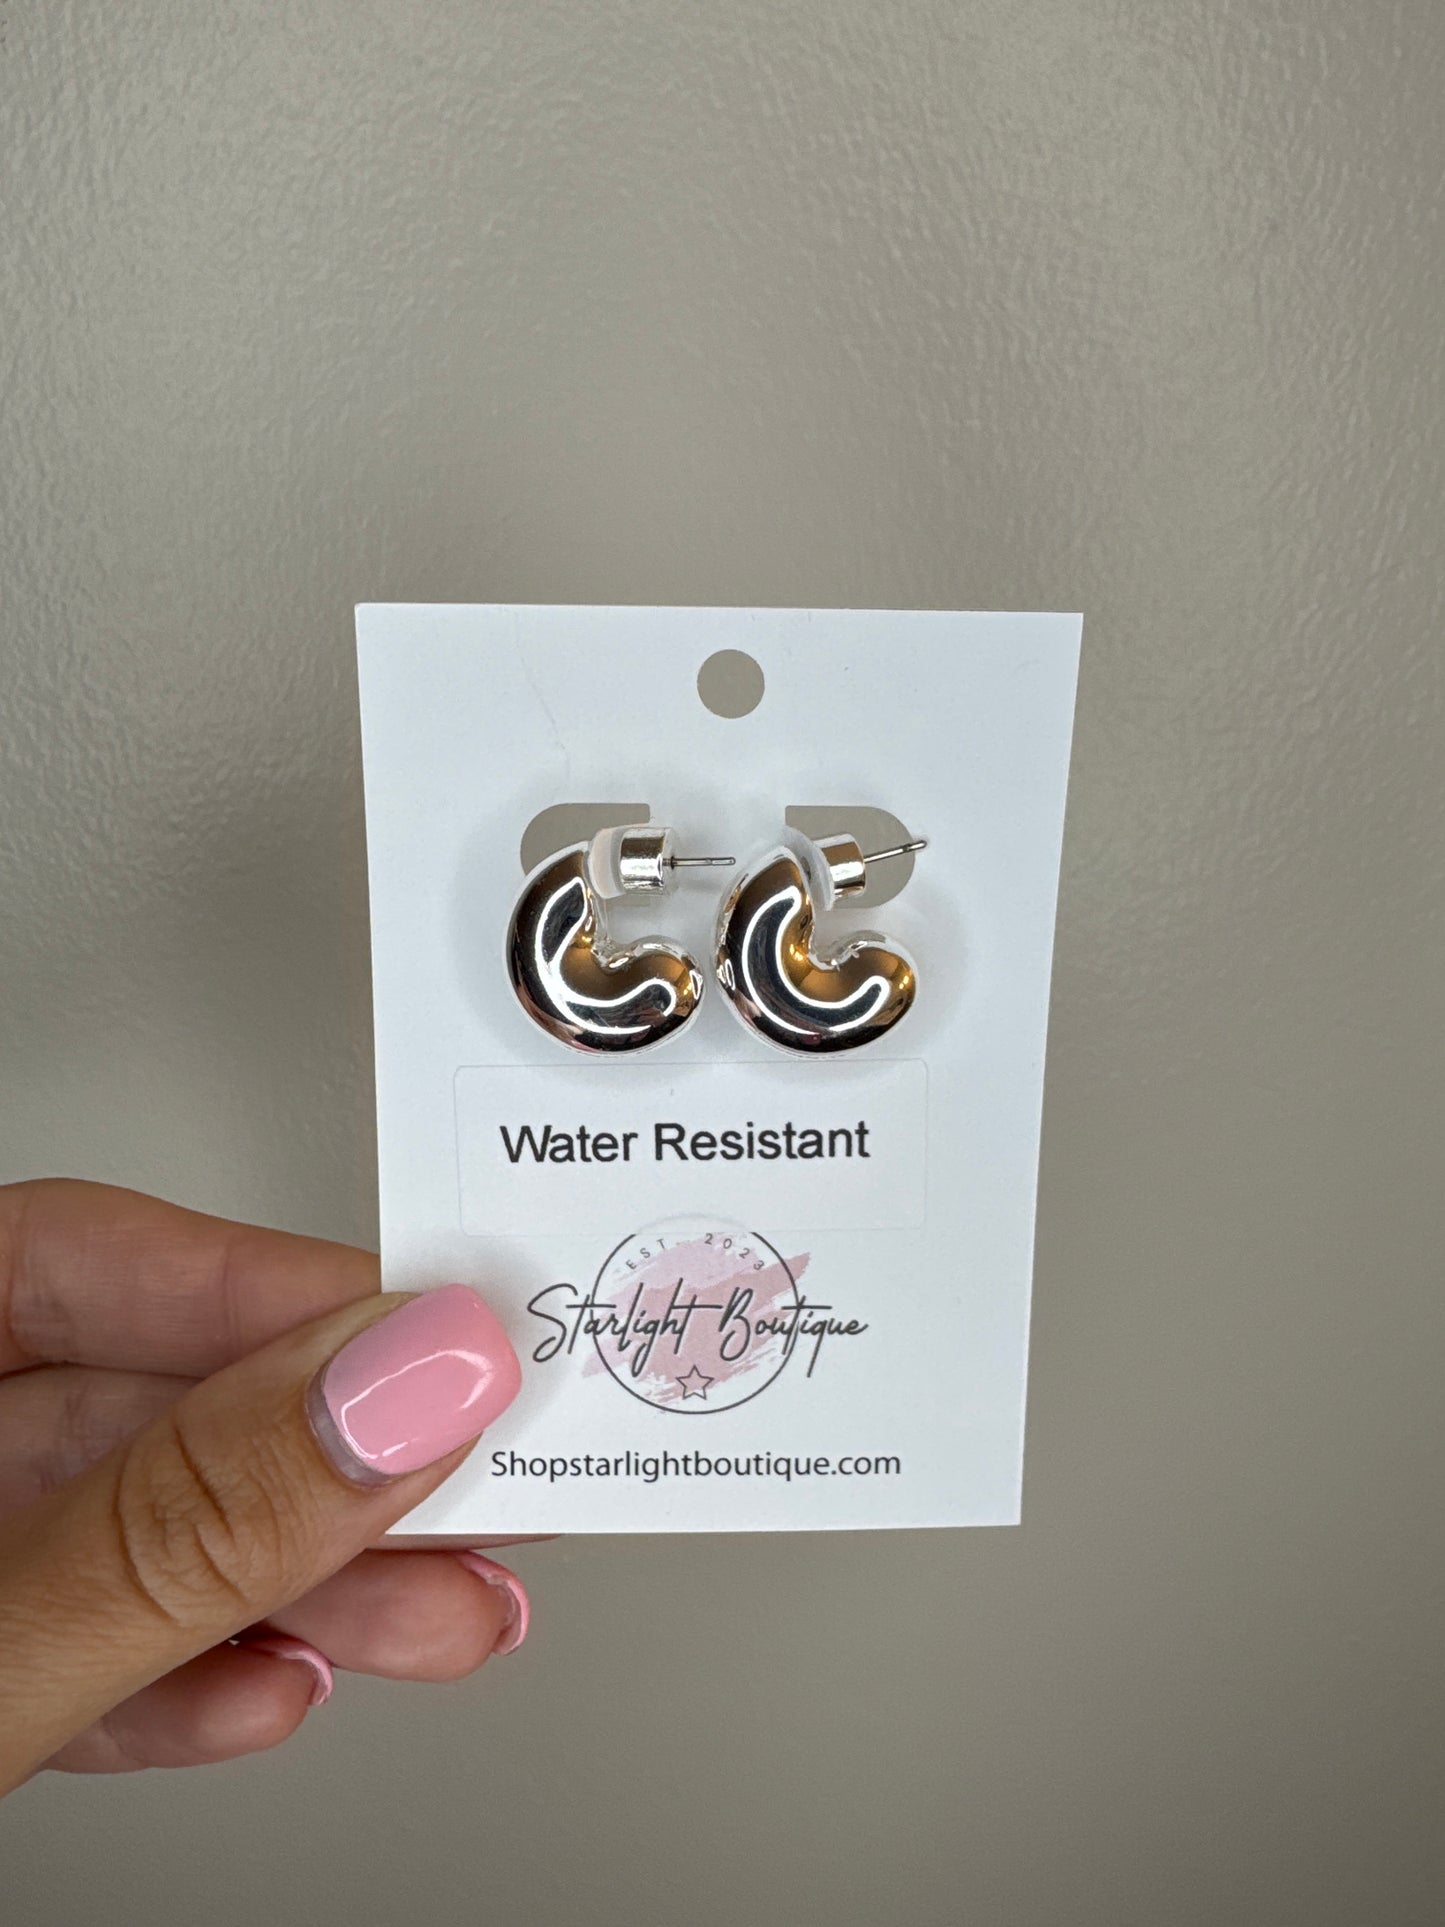 Water Resistant
EST. 2023
Starlight Boutique
Shopstarlightboutique.com